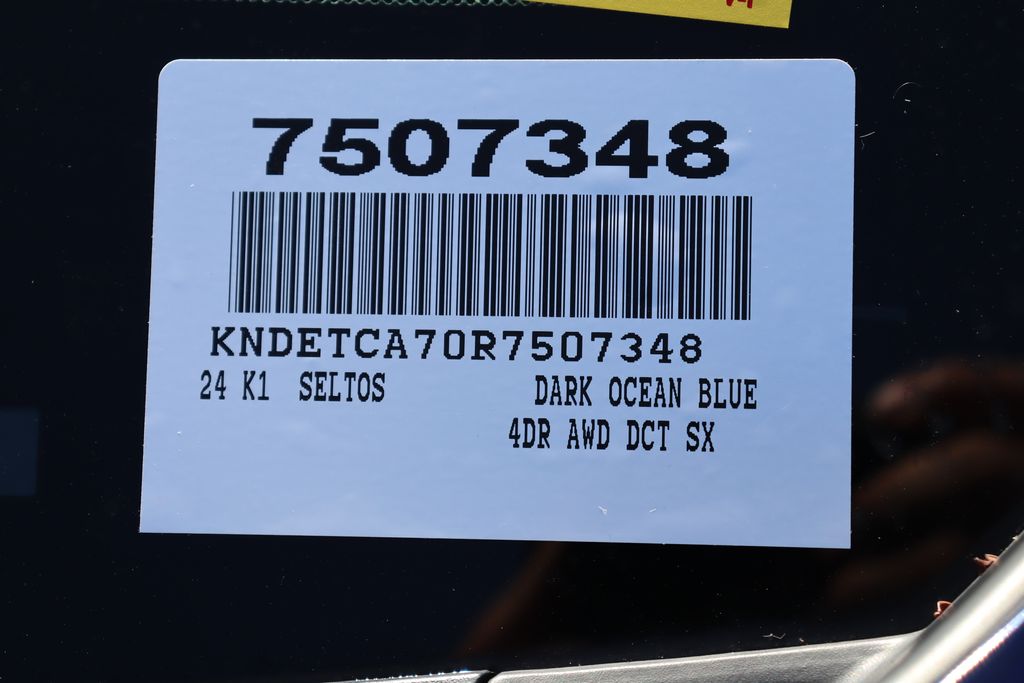 7507348
KNDETCA70R7507348
24 K1 SELTOS DARK OCEAN BLUE
4DR AWD DCT SX